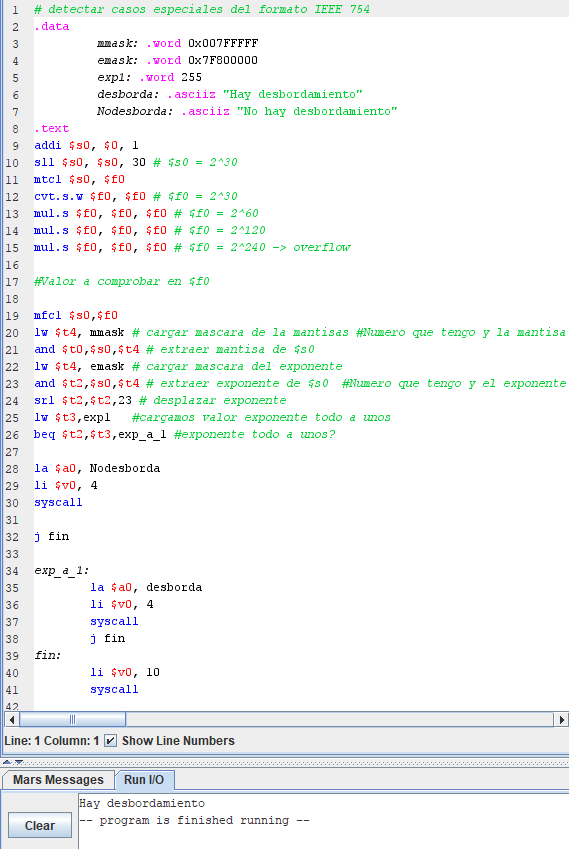 1 # detectar casos especiales del formato IEEE 754
2 .data
3 mmask: .word 0x007FFFFF
4 emask: .word 0x7F800000
5 exp1: .word 255
6 desborda: .asciiz "Hay desbordamiento"
7 Nodesborda: .asciiz "No hay desbordamiento"
8 .text
9 addi $s0, $0, 1
10 sll $s0, $s0, 30 # $s0 = 2^30
11 mtc1 $s0, $f0
12 cvt.s.w $f0, $f0 # $f0 = 2^30
13 mul.s $f0, $f0, $f0 # $f0 = 2^60
14 mul.s $f0, $f0, $f0 # $f0 = 2^120
15 mul.s $f0, $f0, $f0 # $f0 = 2^240 -> overflow
16
17 #Valor a comprobar en $f0
18
19 mfc1 $s0,$f0
20 lw $t4, mmask # cargar mascara de la mantisas #Numero que tengo y la mantisa
21 and $t0,$s0,$t4 # extraer mantisa de $s0
22 lw $t4, emask # cargar mascara del exponente
23 and $t2,$s0,$t4 # extraer exponente de $s0 #Numero que tengo y el exponente
24 srl $t2,$t2,23 # desplazar exponente
25 lw $t3,exp1 #cargamos valor exponente todo a unos
26 beq $t2,$t3,exp_a_1 #exponente todo a unos?
27
28 la $a0, Nodesborda
29 li $v0, 4
30 syscall
31
32 j fin
33
34 exp_a_1:
35 la $a0, desborda
36 li $v0, 4
37 syscall
38 j fin
39 fin:
40 li $v0, 10
41 syscall
42
Line: 1 Column: 1 Show Line Numbers
Mars Messages Run I/O
Hay desbordamiento
-- program is finished running --
Clear